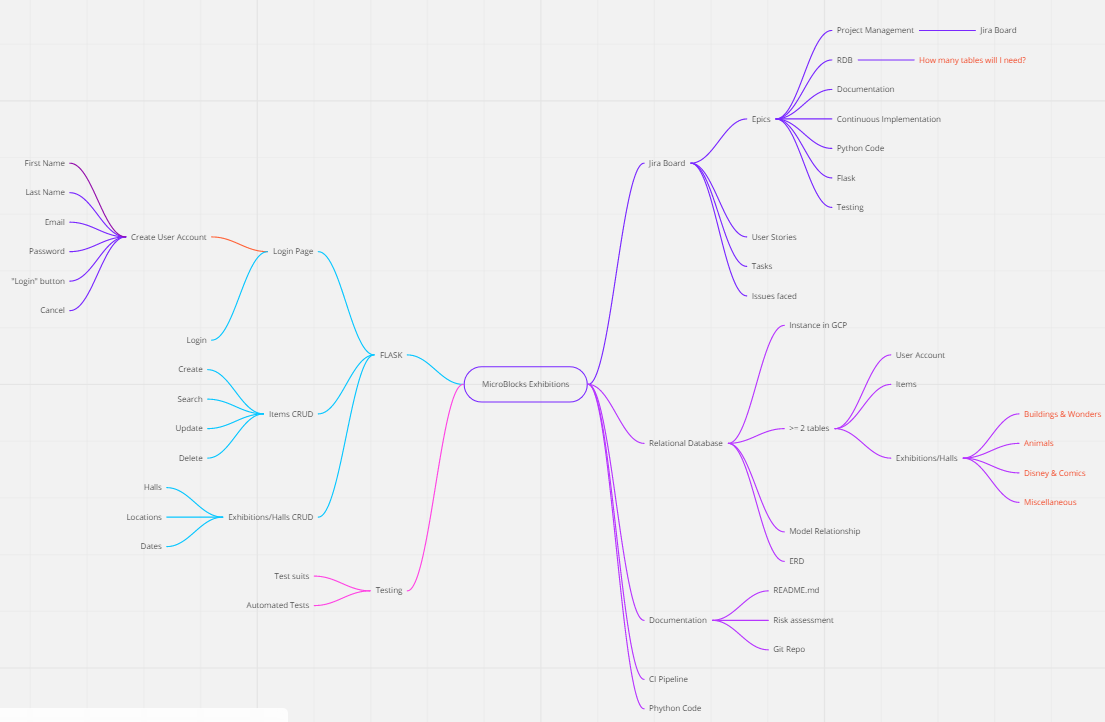 MicroBlocks Exhibitions
Jira Board
Epics
Project Management
Jira Board
RDB
How many tables will I need?
Documentation
Continuous Implementation
Python Code
Flask
Testing
User Stories
Tasks
Issues faced
Relational Database
Instance in GCP
>= 2 tables
User Account
Items
Exhibitions/Halls
Buildings & Wonders
Animals
Disney & Comics
Miscellaneous
Model Relationship
ERD
Documentation
README.md
Risk assessment
Git Repo
CI Pipeline
Phython Code
FLASK
Login Page
Create User Account
First Name
Last Name
Email
Password
"Login" button
Cancel
Login
Items CRUD
Create
Search
Update
Delete
Exhibitions/Halls CRUD
Halls
Locations
Dates
Testing
Test suits
Automated Tests